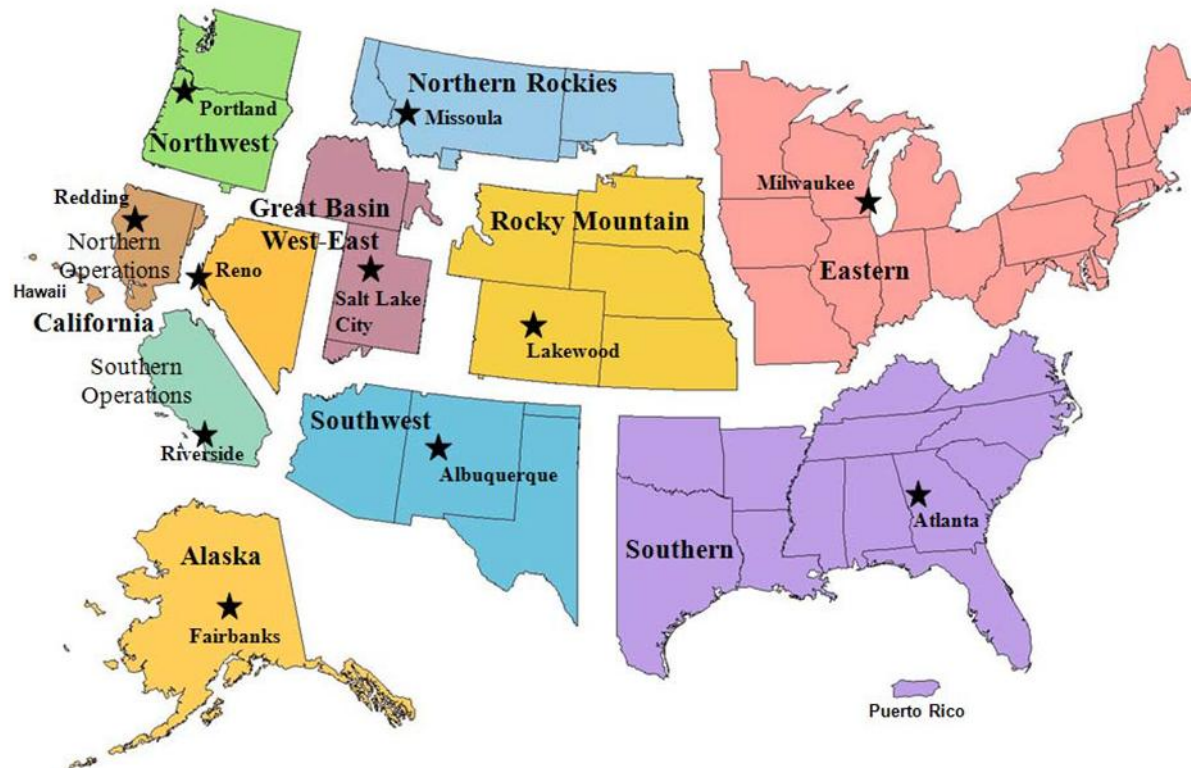 Portland
Northwest
Northern Rockies
Missoula
Milwaukee
Eastern
Redding
Northern
Operations
Hawaii
California
Reno
Great Basin
West-East
Salt Lake
City
Rocky Mountain
Lakewood
Southern
Operations
Riverside
Southwest
Albuquerque
Southern
Atlanta
Alaska
Fairbanks
Puerto Rico